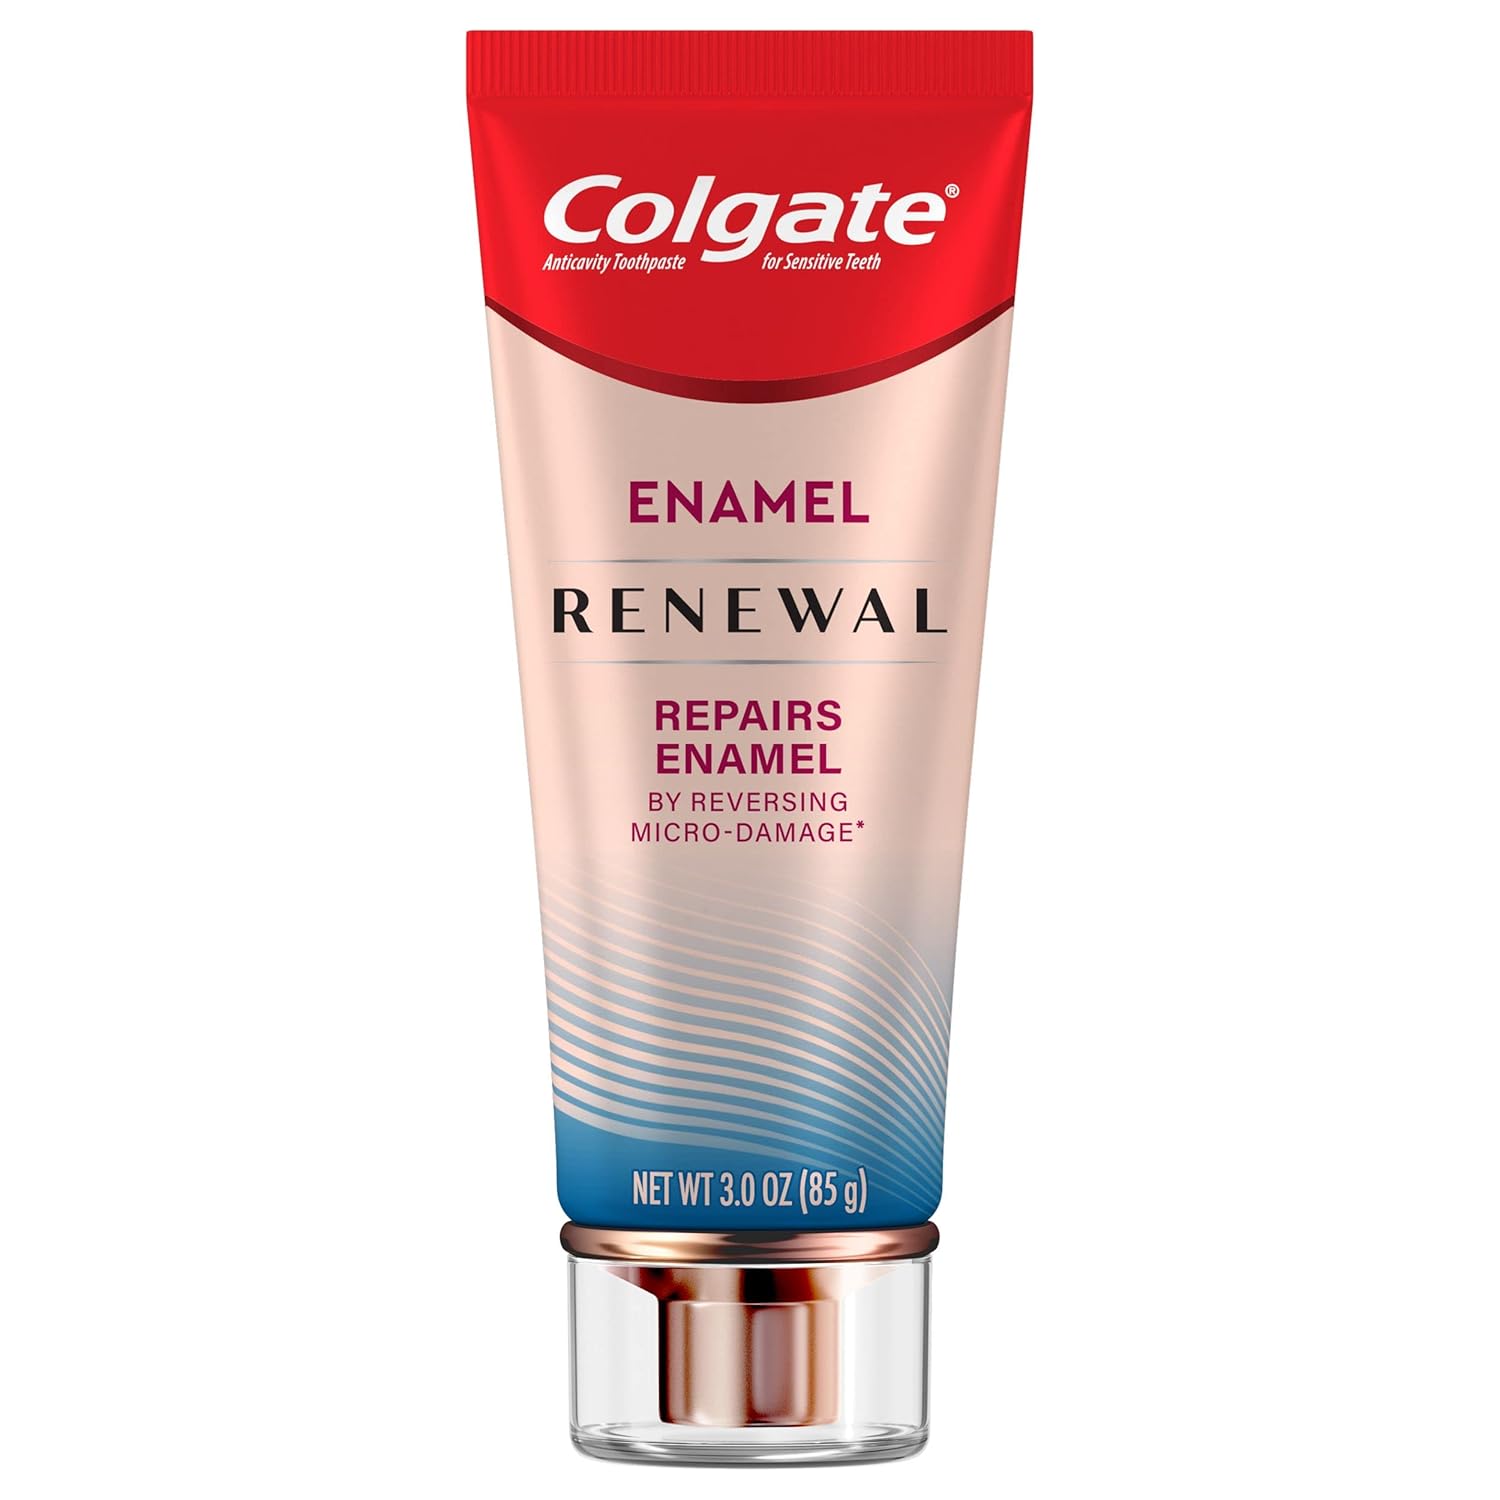 Colgate®
Anticavity Toothpaste for Sensitive Teeth
ENAMEL
RENEWAL
REPAIRS
ENAMEL
BY REVERSING
MICRO-DAMAGE*
NET WT 3.0 OZ (85 g)